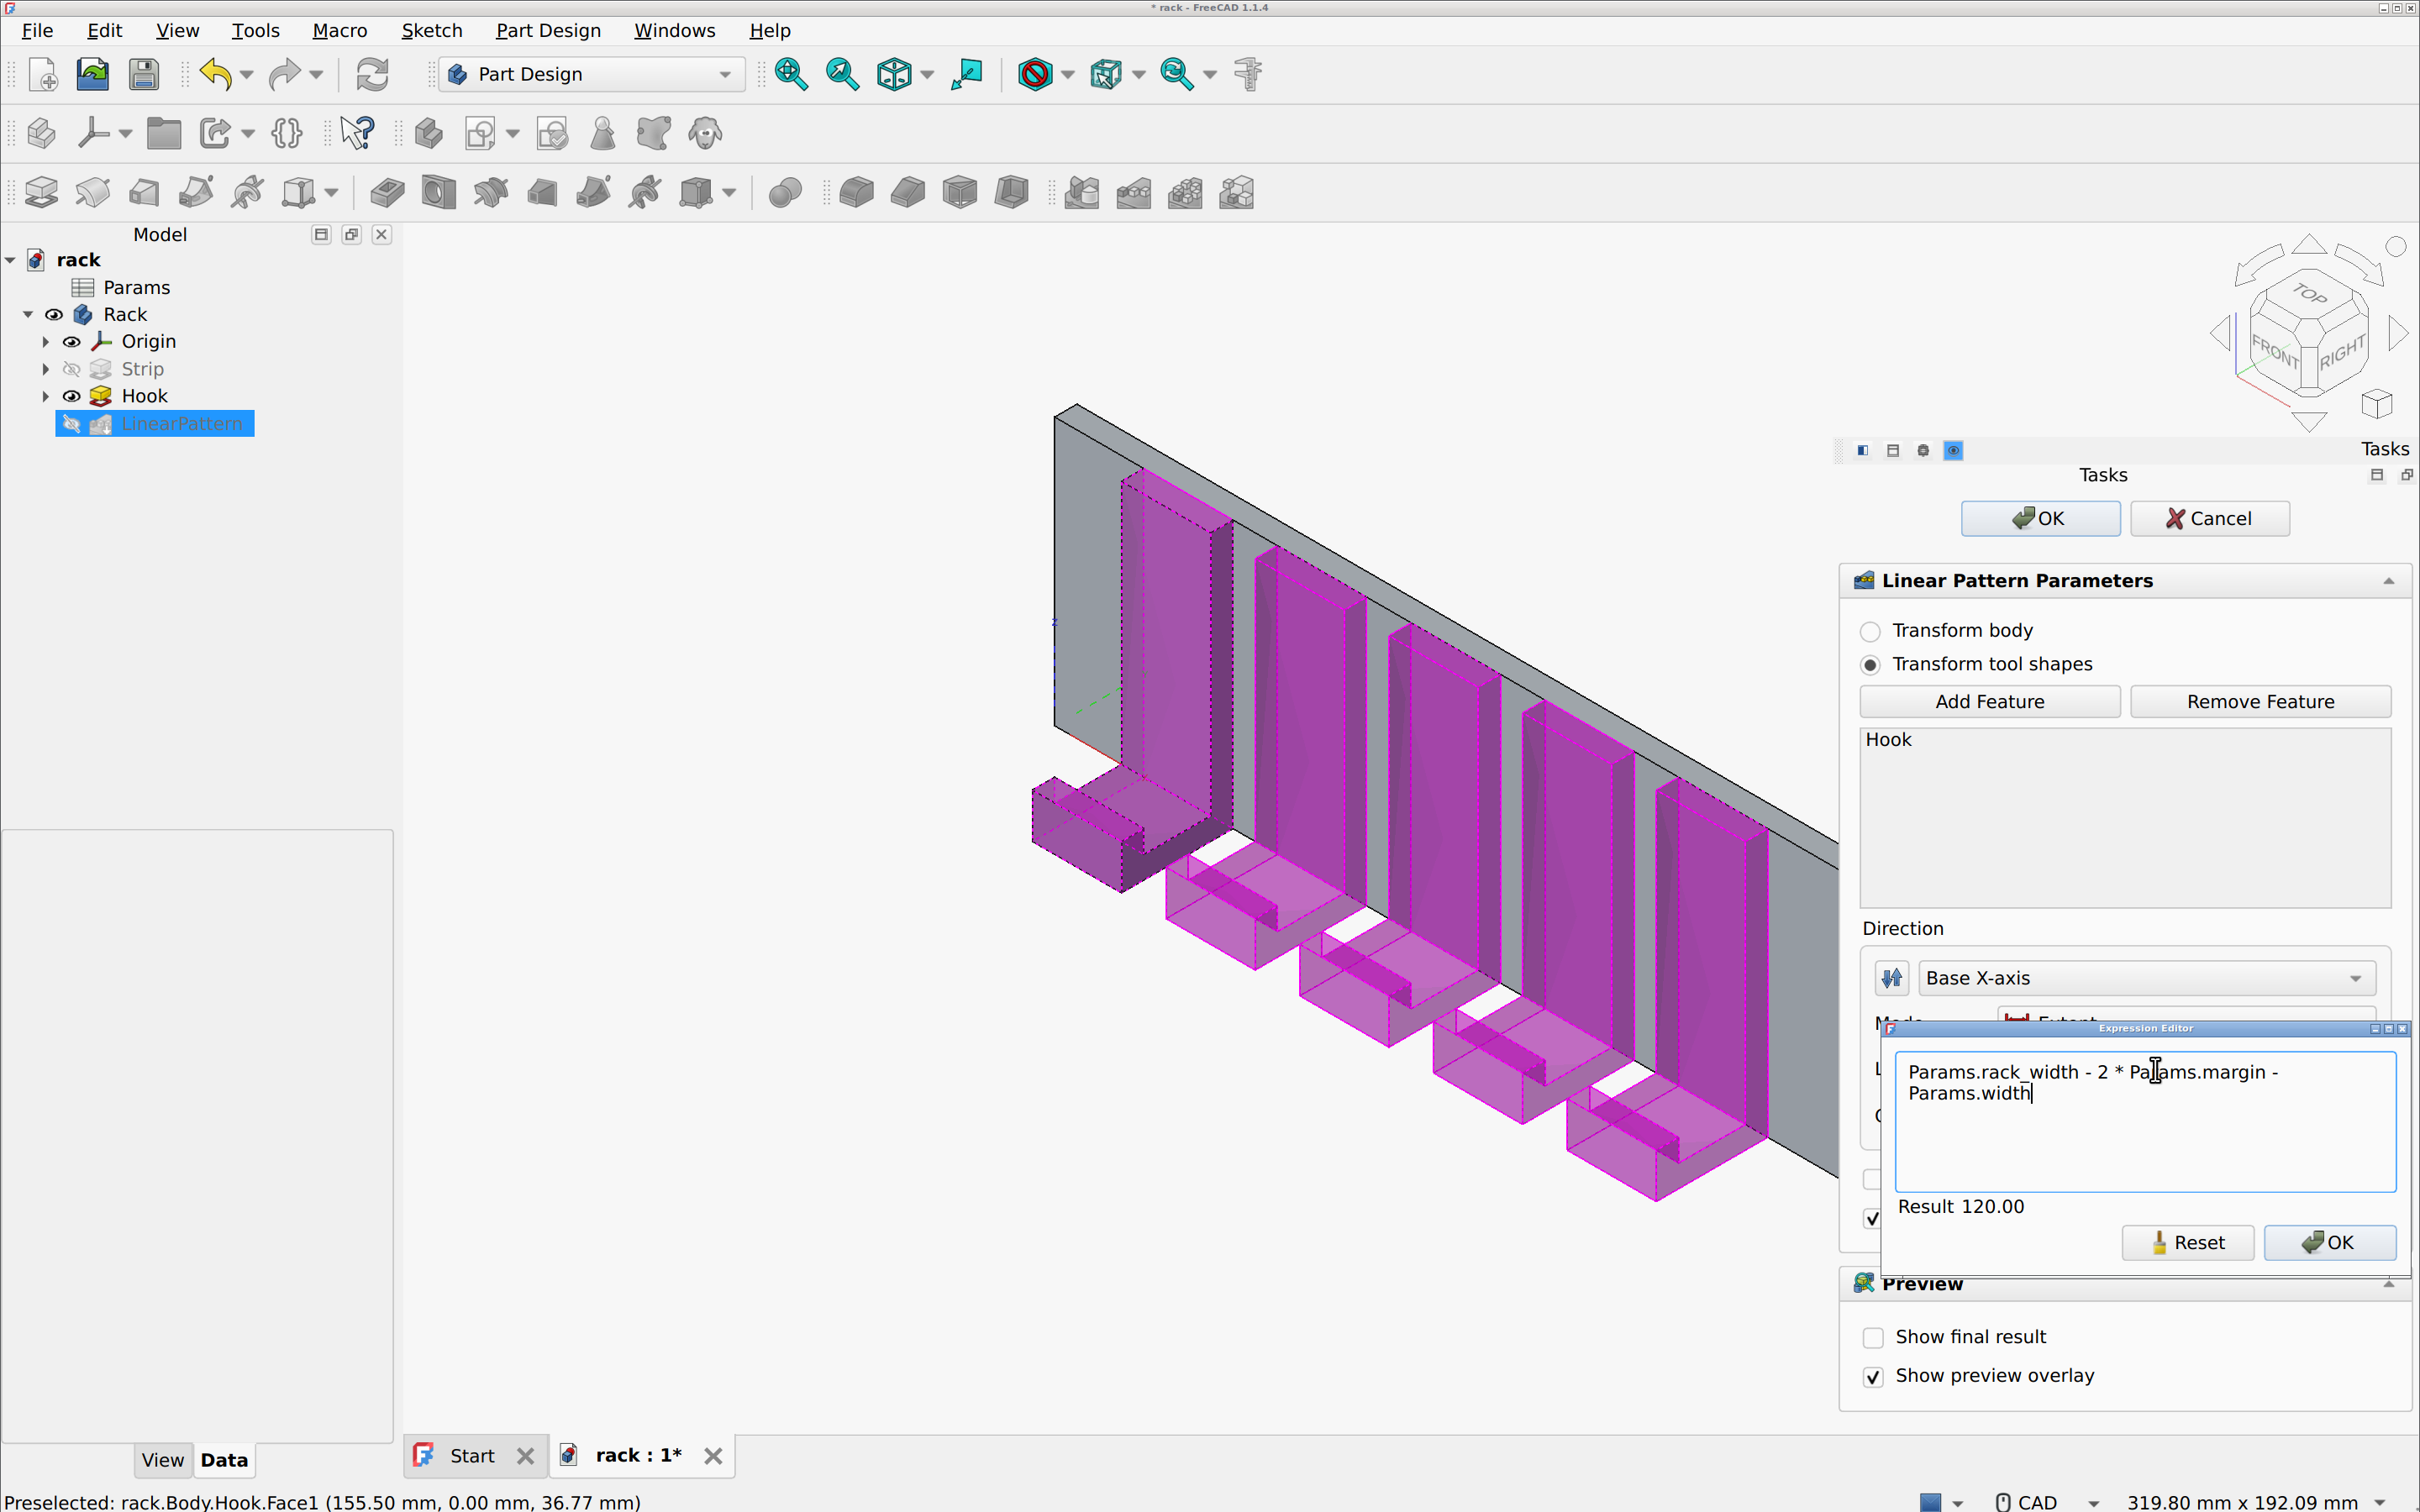 * rack - FreeCAD 1.1.4
File Edit View Tools Macro Sketch Part Design Windows Help
Part Design
Model
rack
Params
Rack
Origin
Strip
Hook
LinearPattern
TOP
FRONT
RIGHT
z
Tasks
Tasks
OK Cancel
Linear Pattern Parameters
Transform body
Transform tool shapes
Add Feature Remove Feature
Hook
Direction
Base X-axis
Expression Editor
Params.rack_width - 2 * Params.margin -
Params.width
Result 120.00
Reset OK
Preview
Show final result
Show preview overlay
View Data
Start rack : 1*
Preselected: rack.Body.Hook.Face1 (155.50 mm, 0.00 mm, 36.77 mm)
CAD 319.80 mm x 192.09 mm